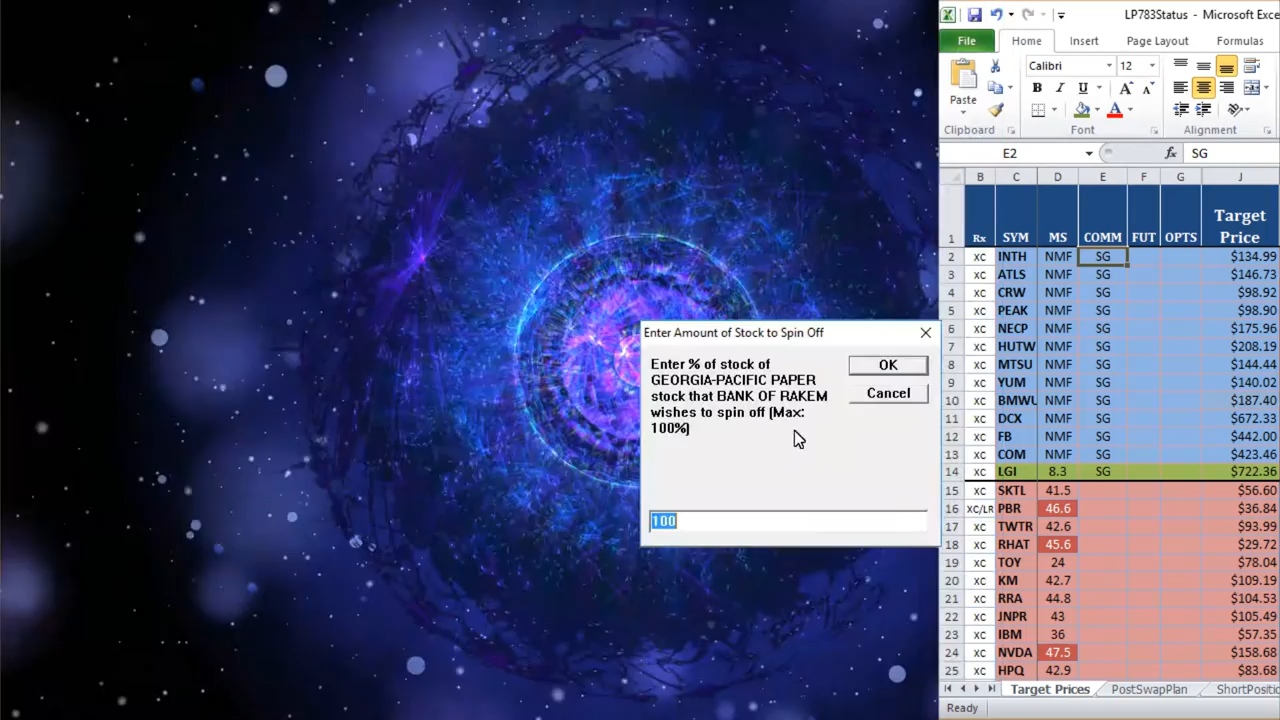 LP783Status - Microsoft Exce
File Home Insert Page Layout Formulas
Calibri 12
Paste B I U A A A
Clipboard Font Alignment
E2 fx SG
B C D E F G J
1 Rx SYM MS COMM FUT OPTS Target Price
2 XC INTH NMF SG $134.99
3 XC ATLS NMF SG $146.73
4 XC CRW NMF SG $98.92
5 XC PEAK NMF SG $98.90
6 XC NECP NMF SG $175.96
7 XC HUTW NMF SG $208.19
8 XC MTSU NMF SG $144.44
9 XC YUM NMF SG $140.02
10 XC BMWU NMF SG $187.40
11 XC DCX NMF SG $265.33
12 XC FB NMF SG $442.00
13 XC COM NMF SG $423.46
14 XC LGI 8.3 SG $722.36
15 XC SKTL 41.5 $56.60
16 XC/LR PBR 46.6 $36.84
17 XC TWTR 42.6 $93.99
18 XC RHAT 45.6 $29.72
19 XC TOY 24 $78.04
20 XC KM 42.7 $109.19
21 XC RRA 44.8 $104.53
22 XC JNPR 43 $105.49
23 XC IBM 36 $57.35
24 XC NVDA 47.5 $158.68
25 XC HPQ 42.9 $83.68
Target Prices PostSwapPlan ShortPositio
Ready
Enter Amount of Stock to Spin Off
Enter % of stock of
GEORGIA-PACIFIC PAPER
stock that BANK OF RAKEM
wishes to spin off (Max:
100%)
OK
Cancel
100